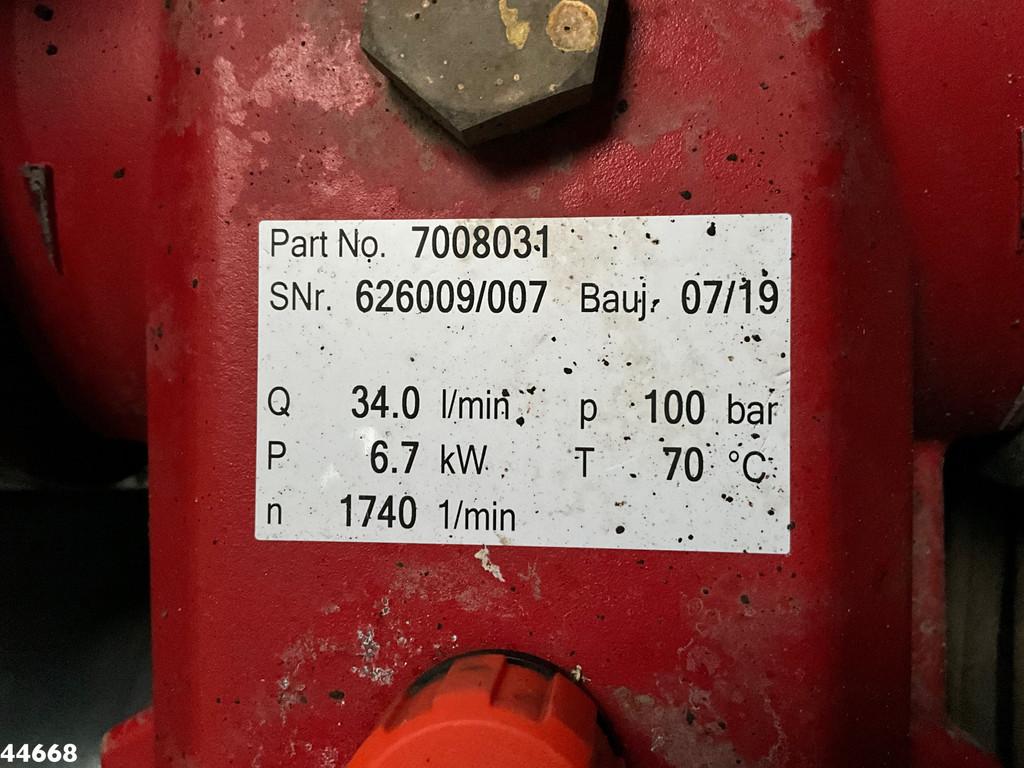 Part No. 7008031
SNr. 626009/007 Bauj. 07/19
Q 34.0 l/min p 100 bar
P 6.7 kW T 70 °C
n 1740 1/min
44668